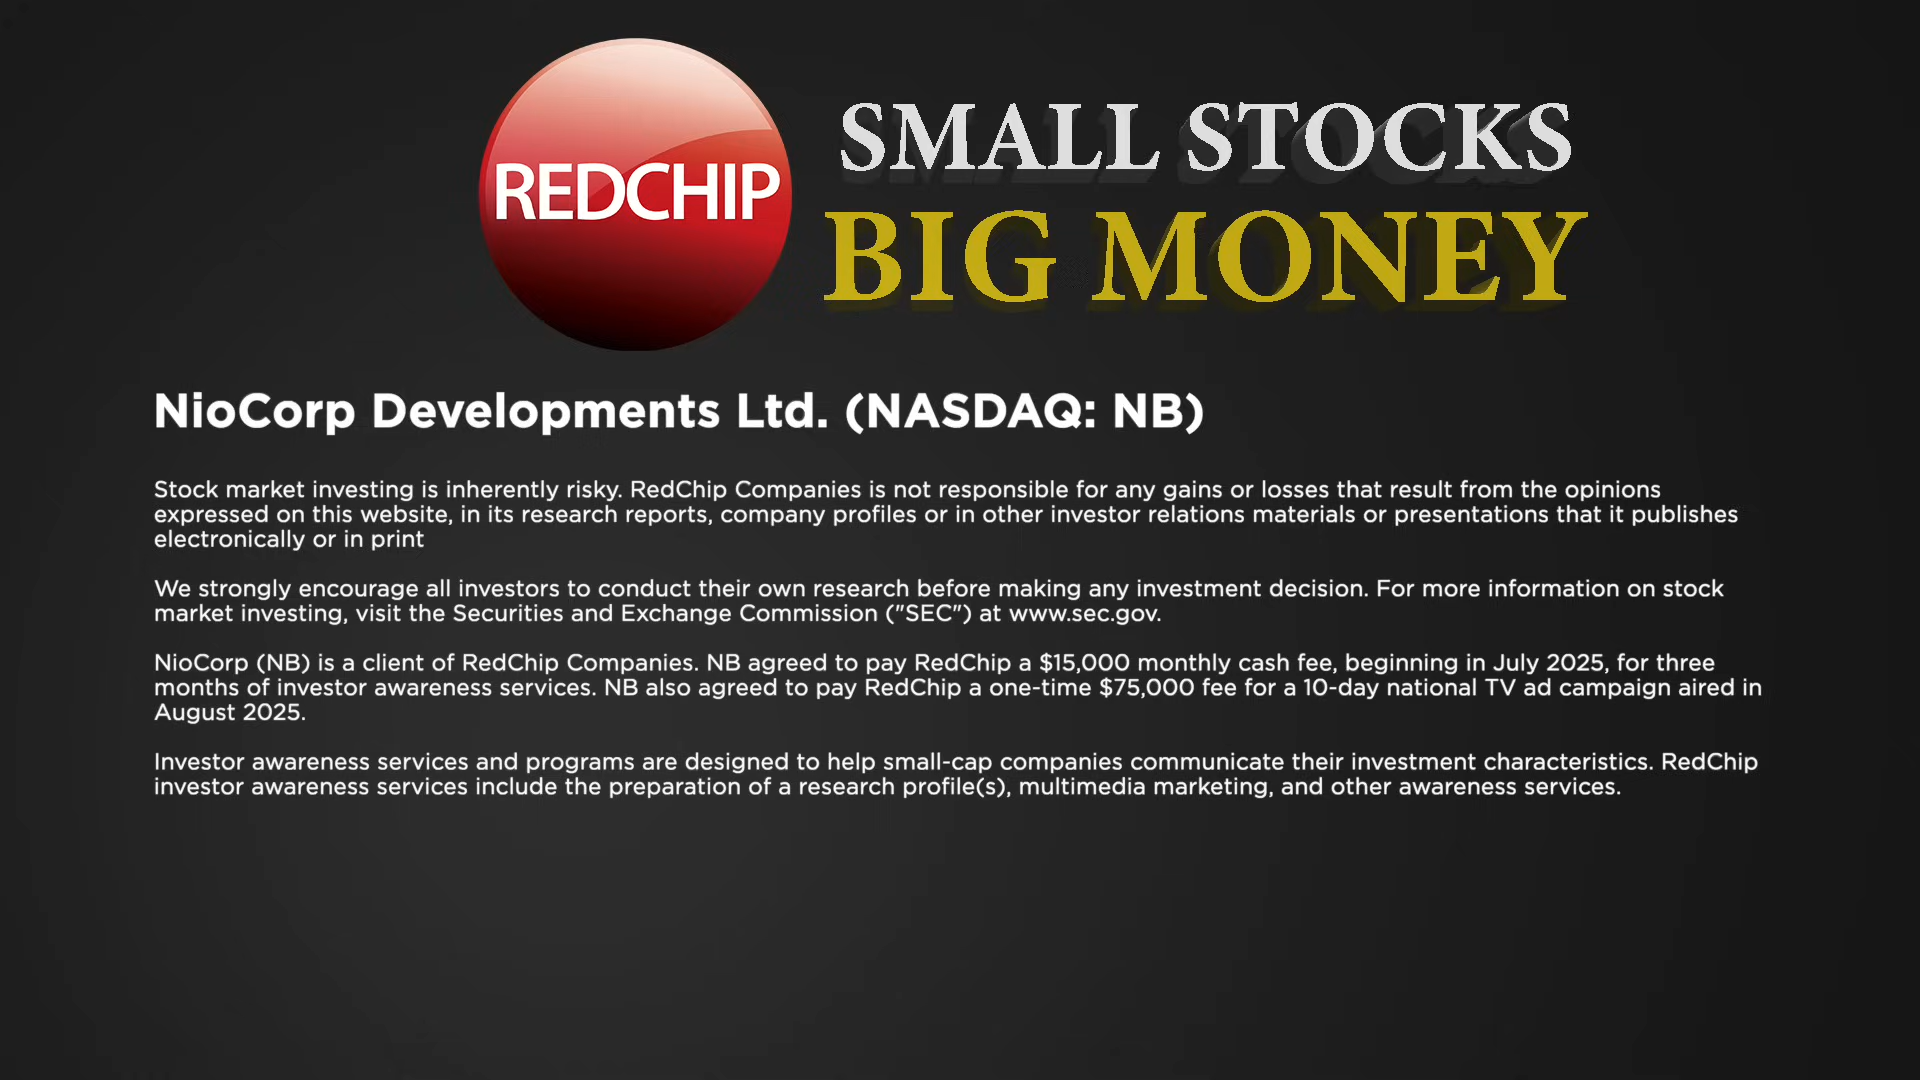 REDCHIP
SMALL STOCKS
BIG MONEY
NioCorp Developments Ltd. (NASDAQ: NB)
Stock market investing is inherently risky. RedChip Companies is not responsible for any gains or losses that result from the opinions
expressed on this website, in its research reports, company profiles or in other investor relations materials or presentations that it publishes
electronically or in print
We strongly encourage all investors to conduct their own research before making any investment decision. For more information on stock
market investing, visit the Securities and Exchange Commission ("SEC") at www.sec.gov.
NioCorp (NB) is a client of RedChip Companies. NB agreed to pay RedChip a $15,000 monthly cash fee, beginning in July 2025, for three
months of investor awareness services. NB also agreed to pay RedChip a one-time $75,000 fee for a 10-day national TV ad campaign aired in
August 2025.
Investor awareness services and programs are designed to help small-cap companies communicate their investment characteristics. RedChip
investor awareness services include the preparation of a research profile(s), multimedia marketing, and other awareness services.